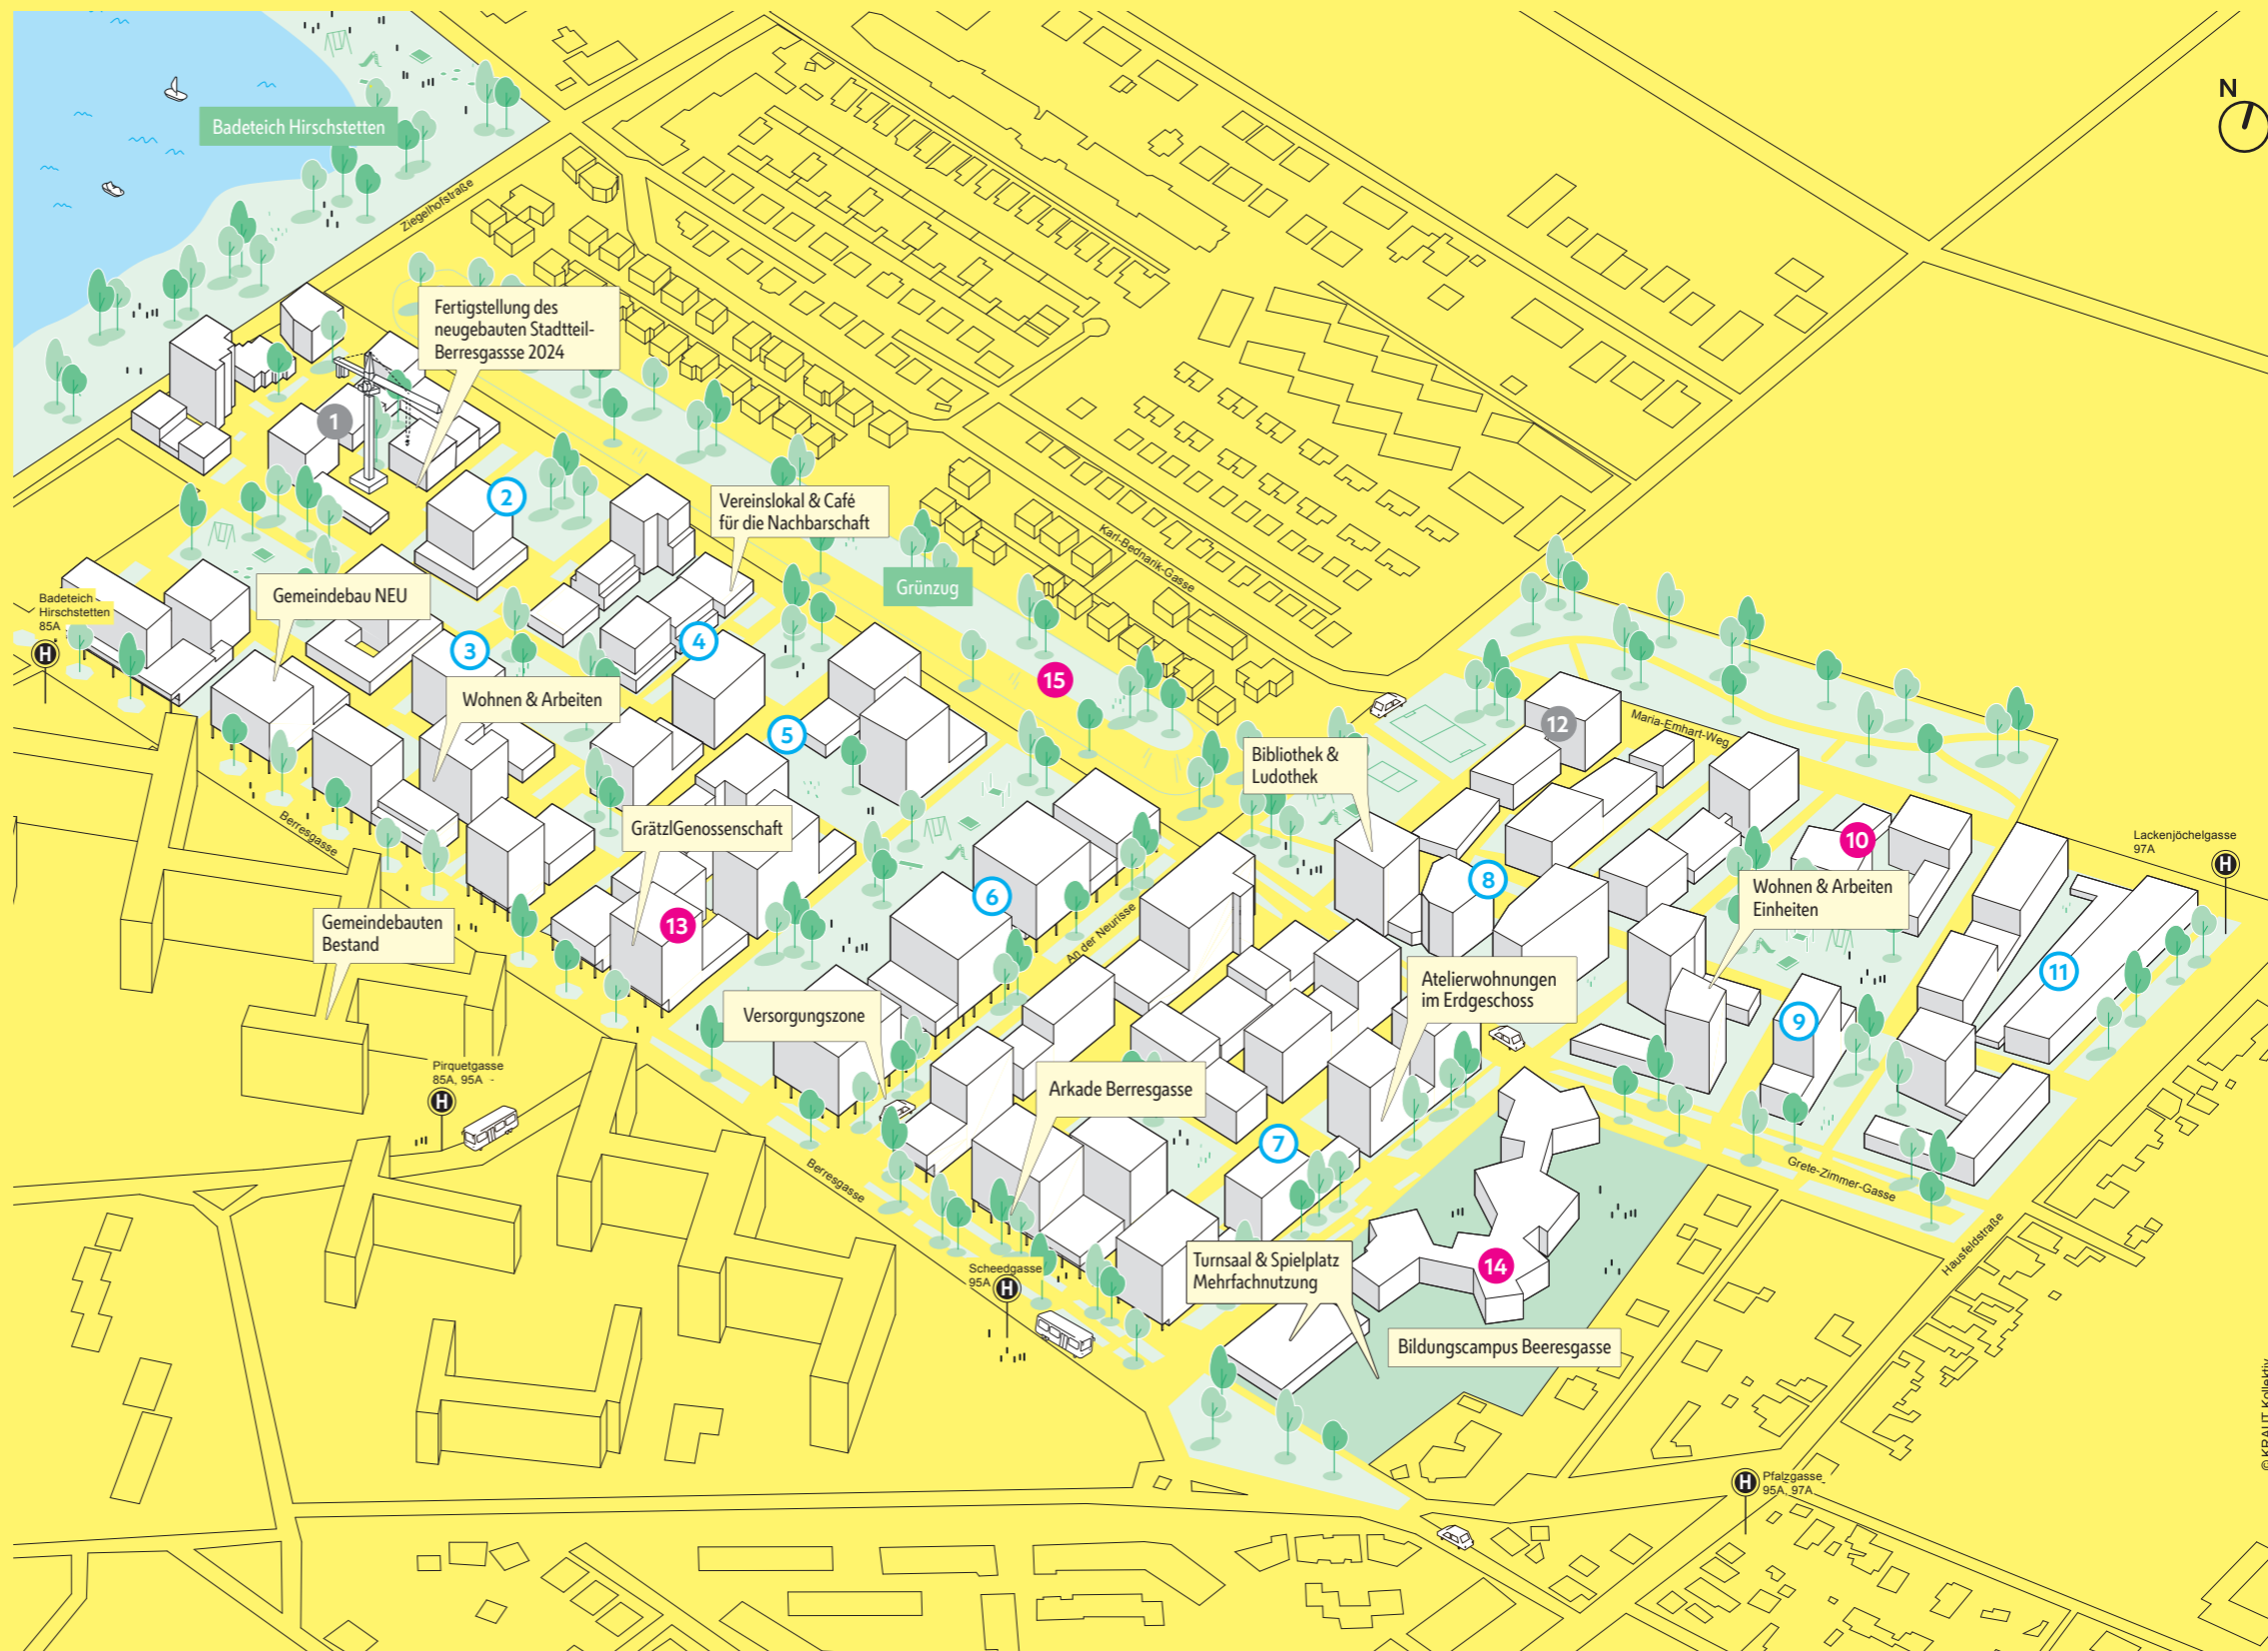 N
Badeteich Hirschstetten
Ziegelhofstraße
Fertigstellung des
neugebauten Stadtteil-
Berresgassse 2024
1
2
Vereinslokal & Café
für die Nachbarschaft
Karl-Bednarik-Gasse
Grünzug
Gemeindebau NEU
Badeteich
Hirschstetten
85A
H
3
4
15
Wohnen & Arbeiten
5
12
Maria-Emhart-Weg
Bibliothek &
Ludothek
Berresgasse
GrätzlGenossenschaft
10
Lackenjöchelgasse
97A
H
8
6
Wohnen & Arbeiten
Einheiten
13
Gemeindebauten
Bestand
An der Neurisse
11
Atelierwohnungen
im Erdgeschoss
Versorgungszone
9
Pirquetgasse
85A, 95A -
H
Arkade Berresgasse
7
Berresgasse
Grete-Zimmer-Gasse
Hausfeldstraße
Scheedgasse
95A
H
Turnsaal & Spielplatz
Mehrfachnutzung
14
Bildungscampus Beeresgasse
© KRAUT Kollektiv
H
Pfalzgasse
95A, 97A